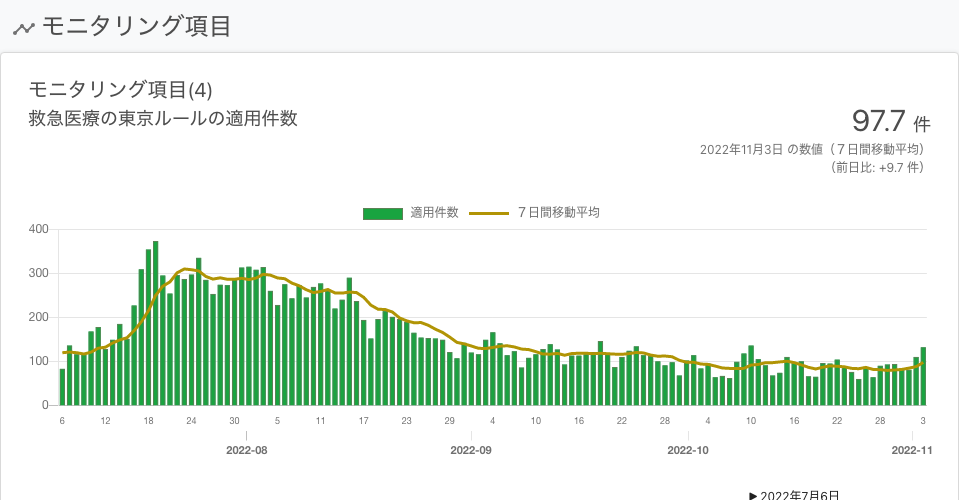 モニタリング項目
モニタリング項目(4)
救急医療の東京ルールの適用件数
97.7 件
2022年11月3日 の数値（７日間移動平均）
（前日比: +9.7 件）
適用件数 ７日間移動平均
400
300
200
100
0
6 12 18 24 30 5 11 17 23 29 4 10 16 22 28 4 10 16 22 28 3
2022-08 2022-09 2022-10 2022-11
▶ 2022年7月6日